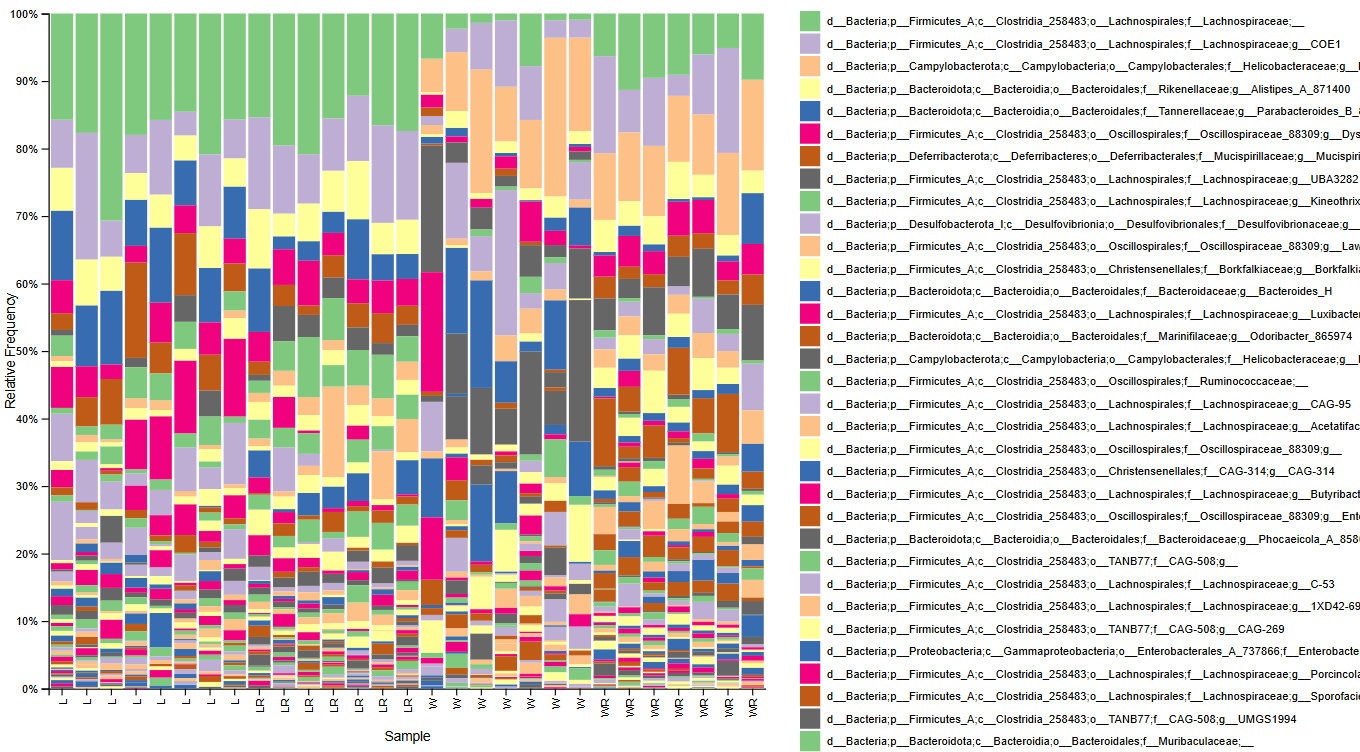 100%
90%
80%
70%
60%
50%
40%
30%
20%
10%
0%
Relative Frequency
L L L L L L L L LR LR LR LR LR LR LR W W W W W W W WR WR WR WR WR WR WR
Sample
d__Bacteria;p__Firmicutes_A;c__Clostridia_258483;o__Lachnospirales;f__Lachnospiraceae;__
d__Bacteria;p__Firmicutes_A;c__Clostridia_258483;o__Lachnospirales;f__Lachnospiraceae;g__COE1
d__Bacteria;p__Campylobacterota;c__Campylobacteria;o__Campylobacterales;f__Helicobacteraceae;g__
d__Bacteria;p__Bacteroidota;c__Bacteroidia;o__Bacteroidales;f__Rikenellaceae;g__Alistipes_A_871400
d__Bacteria;p__Bacteroidota;c__Bacteroidia;o__Bacteroidales;f__Tannerellaceae;g__Parabacteroides_B_
d__Bacteria;p__Firmicutes_A;c__Clostridia_258483;o__Oscillospirales;f__Oscillospiraceae_88309;g__Dys
d__Bacteria;p__Deferribacterota;c__Deferribacteres;o__Deferribacterales;f__Mucispirillaceae;g__Mucispiri
d__Bacteria;p__Firmicutes_A;c__Clostridia_258483;o__Lachnospirales;f__Lachnospiraceae;g__UBA3282
d__Bacteria;p__Firmicutes_A;c__Clostridia_258483;o__Lachnospirales;f__Lachnospiraceae;g__Kineothrix
d__Bacteria;p__Desulfobacterota_I;c__Desulfovibrionia;o__Desulfovibrionales;f__Desulfovibrionaceae;g__
d__Bacteria;p__Firmicutes_A;c__Clostridia_258483;o__Oscillospirales;f__Oscillospiraceae_88309;g__Law
d__Bacteria;p__Firmicutes_A;c__Clostridia_258483;o__Christensenellales;f__Borkfalkiaceae;g__Borkfalki
d__Bacteria;p__Bacteroidota;c__Bacteroidia;o__Bacteroidales;f__Bacteroidaceae;g__Bacteroides_H
d__Bacteria;p__Firmicutes_A;c__Clostridia_258483;o__Lachnospirales;f__Lachnospiraceae;g__Luxibacter
d__Bacteria;p__Bacteroidota;c__Bacteroidia;o__Bacteroidales;f__Marinifilaceae;g__Odoribacter_865974
d__Bacteria;p__Campylobacterota;c__Campylobacteria;o__Campylobacterales;f__Helicobacteraceae;g__
d__Bacteria;p__Firmicutes_A;c__Clostridia_258483;o__Oscillospirales;f__Ruminococcaceae;__
d__Bacteria;p__Firmicutes_A;c__Clostridia_258483;o__Lachnospirales;f__Lachnospiraceae;g__CAG-95
d__Bacteria;p__Firmicutes_A;c__Clostridia_258483;o__Lachnospirales;f__Lachnospiraceae;g__Acetatifac
d__Bacteria;p__Firmicutes_A;c__Clostridia_258483;o__Oscillospirales;f__Oscillospiraceae_88309;g__
d__Bacteria;p__Firmicutes_A;c__Clostridia_258483;o__Christensenellales;f__CAG-314;g__CAG-314
d__Bacteria;p__Firmicutes_A;c__Clostridia_258483;o__Lachnospirales;f__Lachnospiraceae;g__Butyribact
d__Bacteria;p__Firmicutes_A;c__Clostridia_258483;o__Oscillospirales;f__Oscillospiraceae_88309;g__Ent
d__Bacteria;p__Bacteroidota;c__Bacteroidia;o__Bacteroidales;f__Bacteroidaceae;g__Phocaeicola_A_858
d__Bacteria;p__Firmicutes_A;c__Clostridia_258483;o__TANB77;f__CAG-508;g__
d__Bacteria;p__Firmicutes_A;c__Clostridia_258483;o__Lachnospirales;f__Lachnospiraceae;g__C-53
d__Bacteria;p__Firmicutes_A;c__Clostridia_258483;o__Lachnospirales;f__Lachnospiraceae;g__1XD42-69
d__Bacteria;p__Firmicutes_A;c__Clostridia_258483;o__TANB77;f__CAG-508;g__CAG-269
d__Bacteria;p__Proteobacteria;c__Gammaproteobacteria;o__Enterobacterales_A_737866;f__Enterobacte
d__Bacteria;p__Firmicutes_A;c__Clostridia_258483;o__Lachnospirales;f__Lachnospiraceae;g__Porcincola
d__Bacteria;p__Firmicutes_A;c__Clostridia_258483;o__Lachnospirales;f__Lachnospiraceae;g__Sporofacie
d__Bacteria;p__Firmicutes_A;c__Clostridia_258483;o__TANB77;f__CAG-508;g__UMGS1994
d__Bacteria;p__Bacteroidota;c__Bacteroidia;o__Bacteroidales;f__Muribaculaceae;__